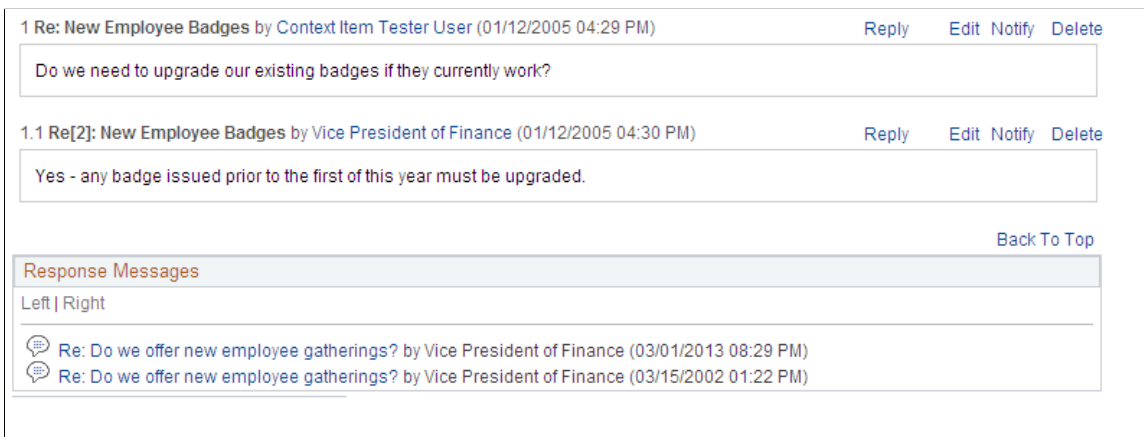 1 Re: New Employee Badges by Context Item Tester User (01/12/2005 04:29 PM) Reply Edit Notify Delete
Do we need to upgrade our existing badges if they currently work?
1.1 Re[2]: New Employee Badges by Vice President of Finance (01/12/2005 04:30 PM) Reply Edit Notify Delete
Yes - any badge issued prior to the first of this year must be upgraded.
Back To Top
Response Messages
Left | Right
Re: Do we offer new employee gatherings? by Vice President of Finance (03/01/2013 08:29 PM)
Re: Do we offer new employee gatherings? by Vice President of Finance (03/15/2002 01:22 PM)